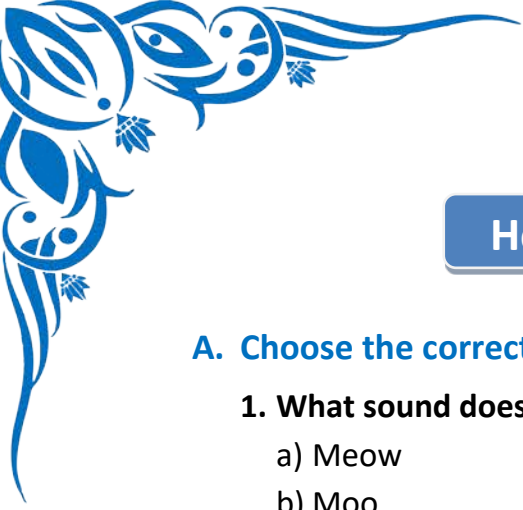 A. Choose the correct
1. What sound does
a) Meow
b) Moo